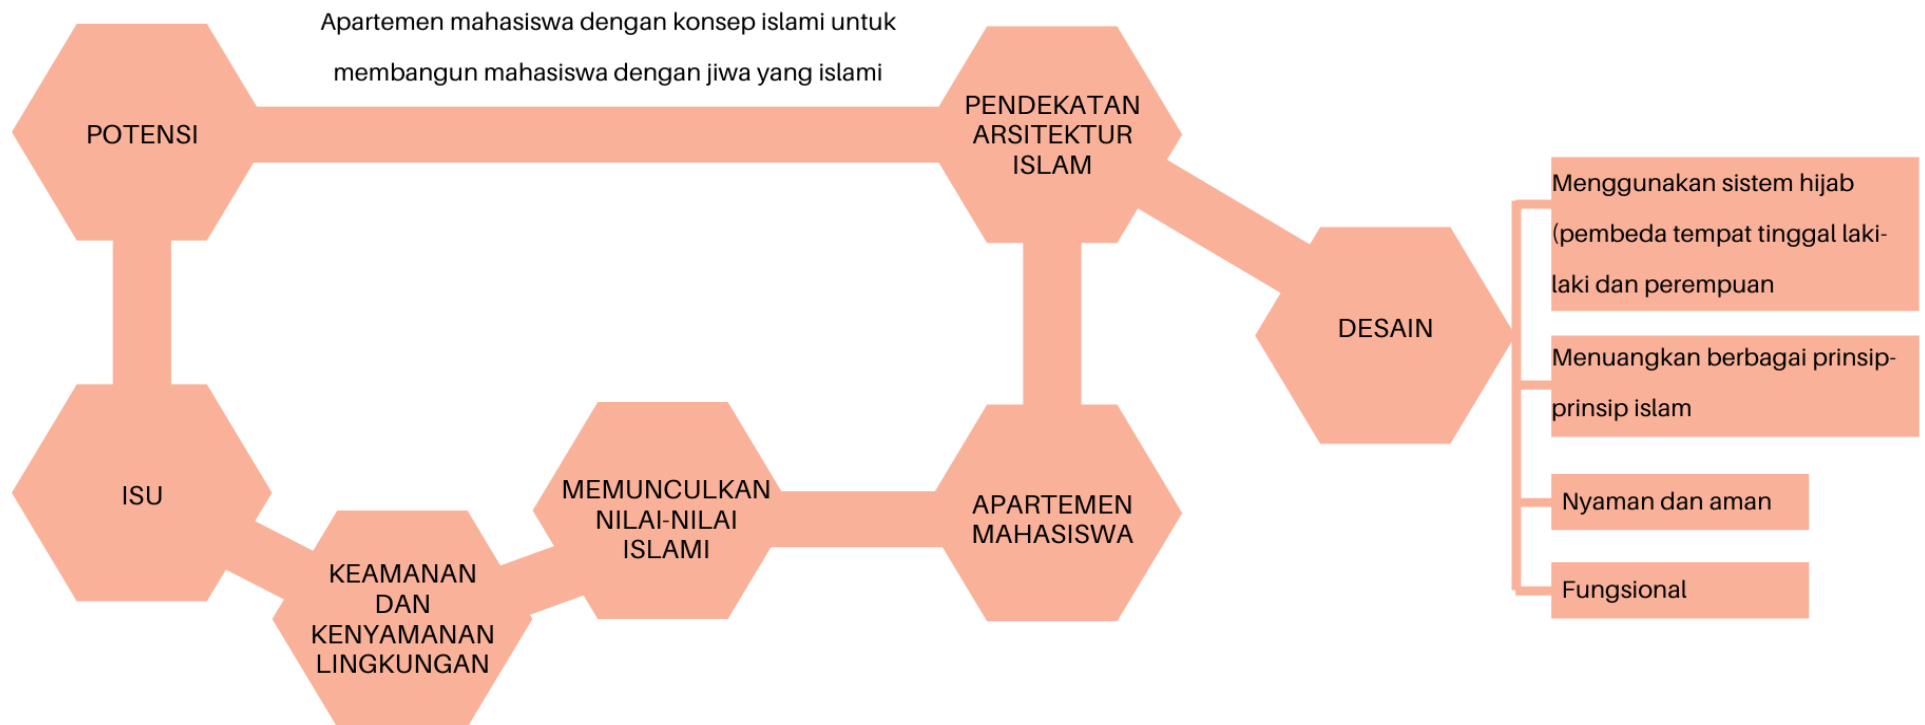 Apartemen mahasiswa dengan konsep islami untuk
membangun mahasiswa dengan jiwa yang islami
POTENSI
PENDEKATAN
ARSITEKTUR
ISLAM
ISU
KEAMANAN
DAN
KENYAMANAN
LINGKUNGAN
MEMUNCULKAN
NILAI-NILAI
ISLAMI
APARTEMEN
MAHASISWA
DESAIN
Menggunakan sistem hijab
(pembeda tempat tinggal laki-
laki dan perempuan
Menuangkan berbagai prinsip-
prinsip islam
Nyaman dan aman
Fungsional